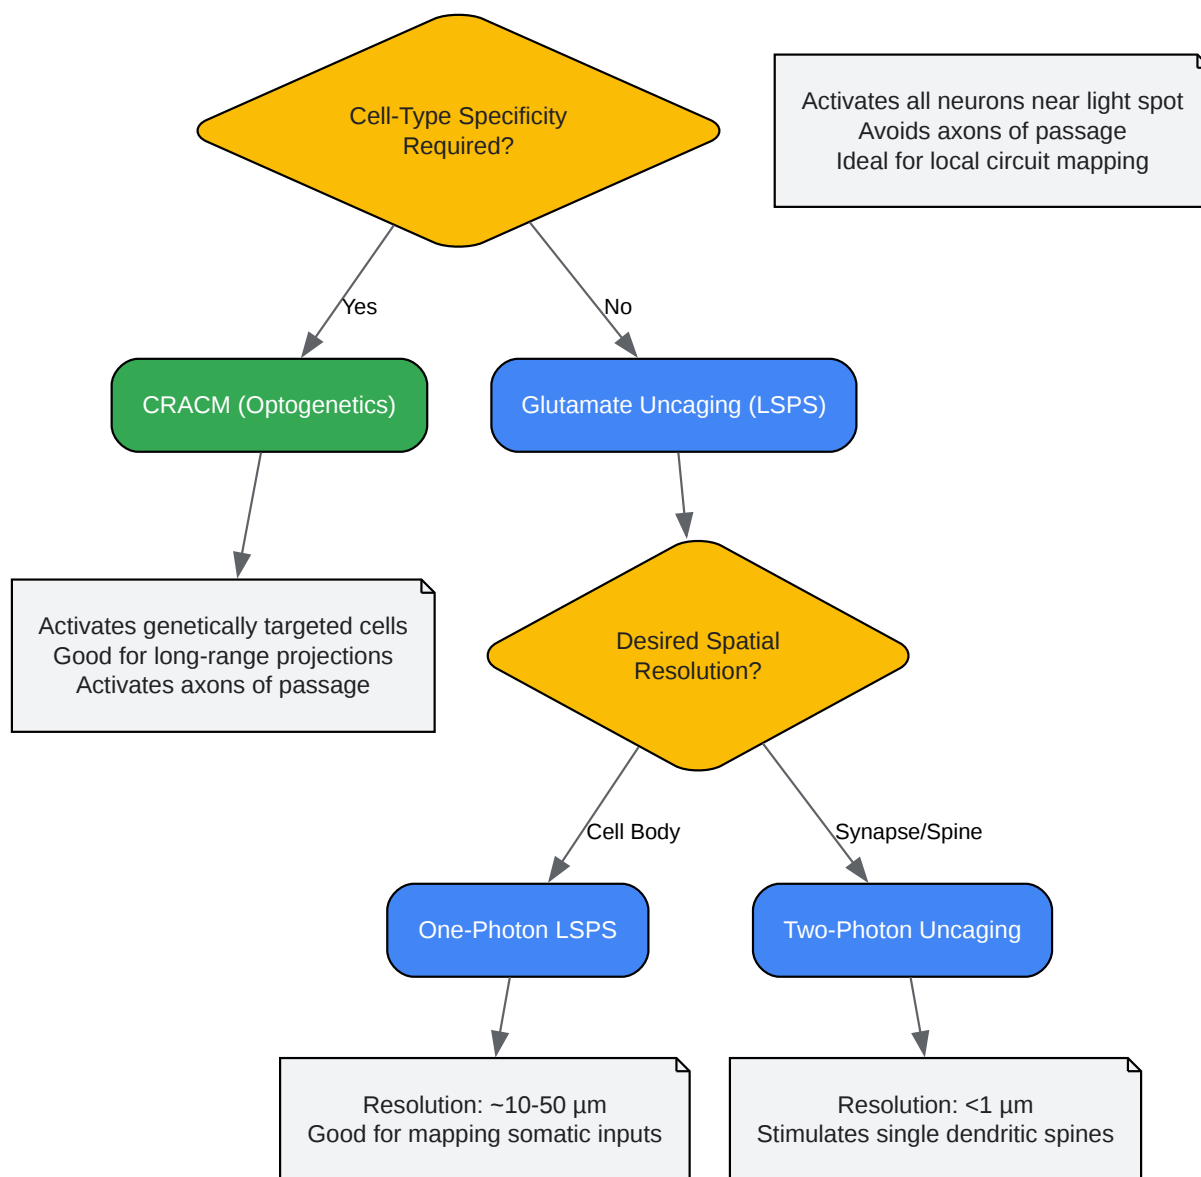 Cell-Type Specificity
Required?
Activates all neurons near light spot
Avoids axons of passage
Ideal for local circuit mapping
Yes
No
CRACM (Optogenetics)
Glutamate Uncaging (LSPS)
Activates genetically targeted cells
Good for long-range projections
Activates axons of passage
Desired Spatial
Resolution?
Cell Body
Synapse/Spine
One-Photon LSPS
Two-Photon Uncaging
Resolution: ~10-50 µm
Good for mapping somatic inputs
Resolution: <1 µm
Stimulates single dendritic spines